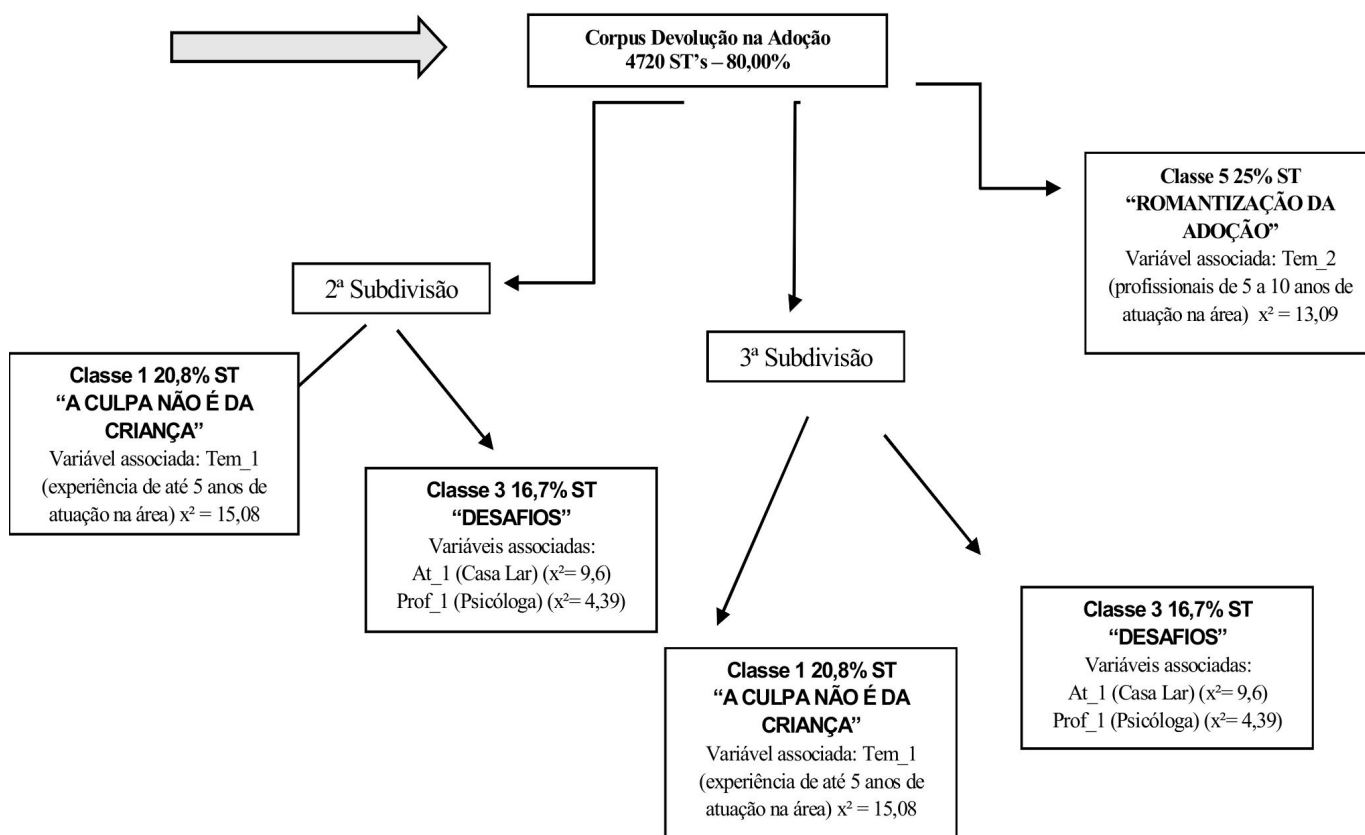 Corpus Devolução na Adoção
4720 ST’s – 80,00%
Classe 5 25% ST
“ROMANTIZAÇÃO DA
ADOÇÃO”
Variável associada: Tem_2
(profissionais de 5 a 10 anos de
atuação na área) x² = 13,09
2ª Subdivisão
3ª Subdivisão
Classe 1 20,8% ST
“A CULPA NÃO É DA
CRIANÇA”
Variável associada: Tem_1
(experiência de até 5 anos de
atuação na área) x² = 15,08
Classe 3 16,7% ST
“DESAFIOS”
Variáveis associadas:
At_1 (Casa Lar) (x²= 9,6)
Prof_1 (Psicóloga) (x²= 4,39)
Classe 1 20,8% ST
“A CULPA NÃO É DA
CRIANÇA”
Variável associada: Tem_1
(experiência de até 5 anos de
atuação na área) x² = 15,08
Classe 3 16,7% ST
“DESAFIOS”
Variáveis associadas:
At_1 (Casa Lar) (x²= 9,6)
Prof_1 (Psicóloga) (x²= 4,39)